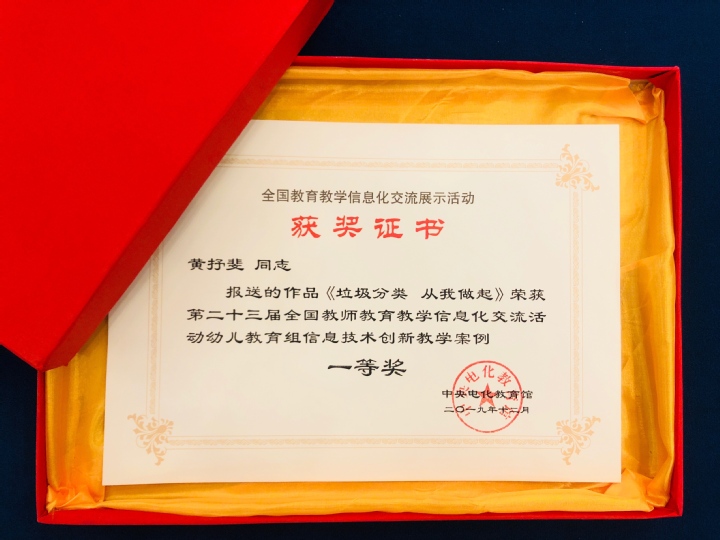 全国教育教学信息化交流展示活动
获奖证书
黄抒斐 同志
报送的作品《垃圾分类 从我做起》荣获
第二十三届全国教师教育教学信息化交流活
动幼儿教育组信息技术创新教学案例
一等奖
中央电化教育馆
二〇一九年十二月